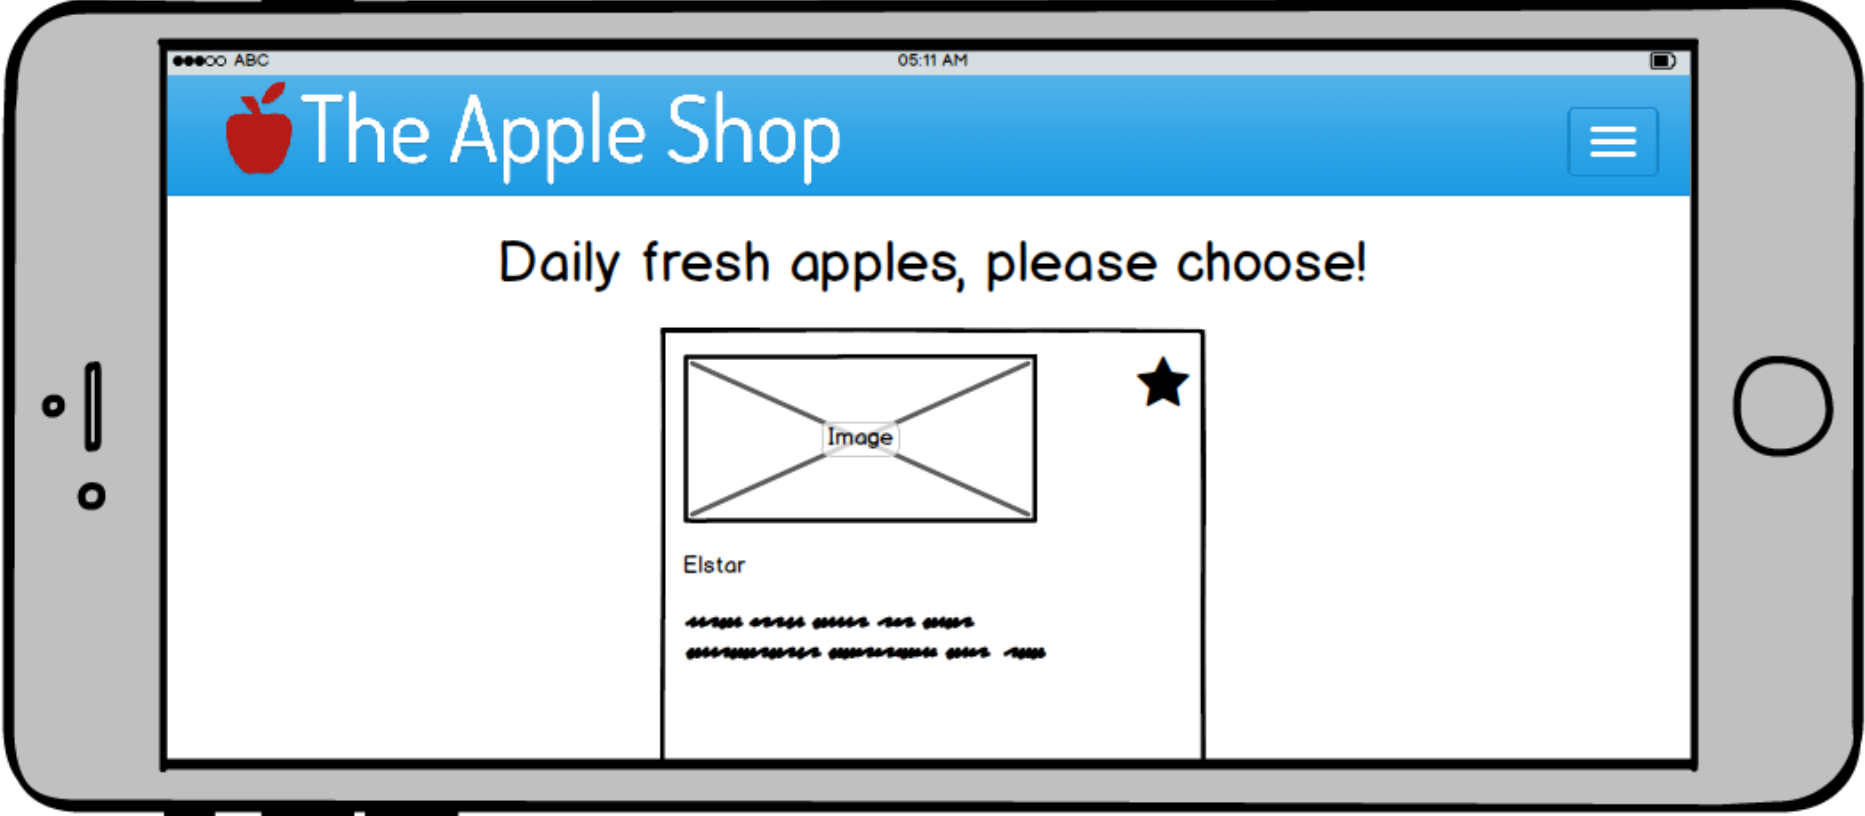 ABC
05:11 AM
The Apple Shop
Daily fresh apples, please choose!
Image
Elstar